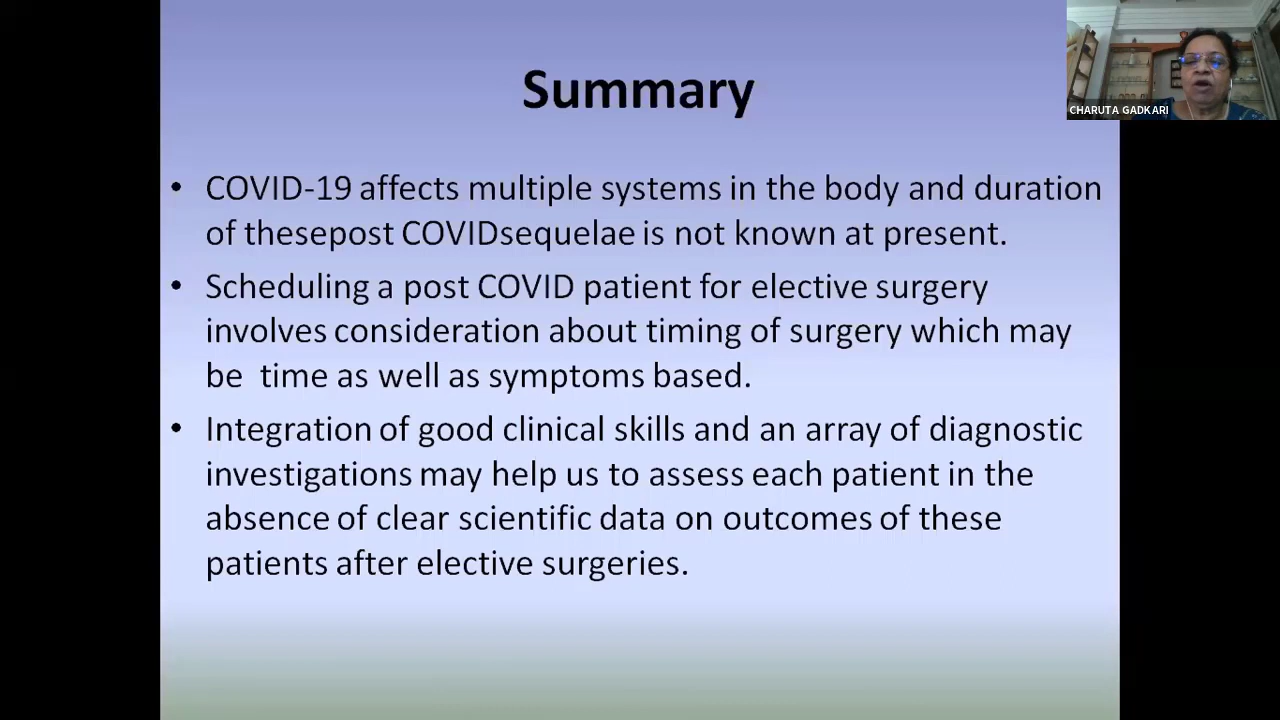 Summary
CHARUTA GADKARI
• COVID-19 affects multiple systems in the body and duration
of thesepost COVIDsequelae is not known at present.
• Scheduling a post COVID patient for elective surgery
involves consideration about timing of surgery which may
be  time as well as symptoms based.
• Integration of good clinical skills and an array of diagnostic
investigations may help us to assess each patient in the
absence of clear scientific data on outcomes of these
patients after elective surgeries.